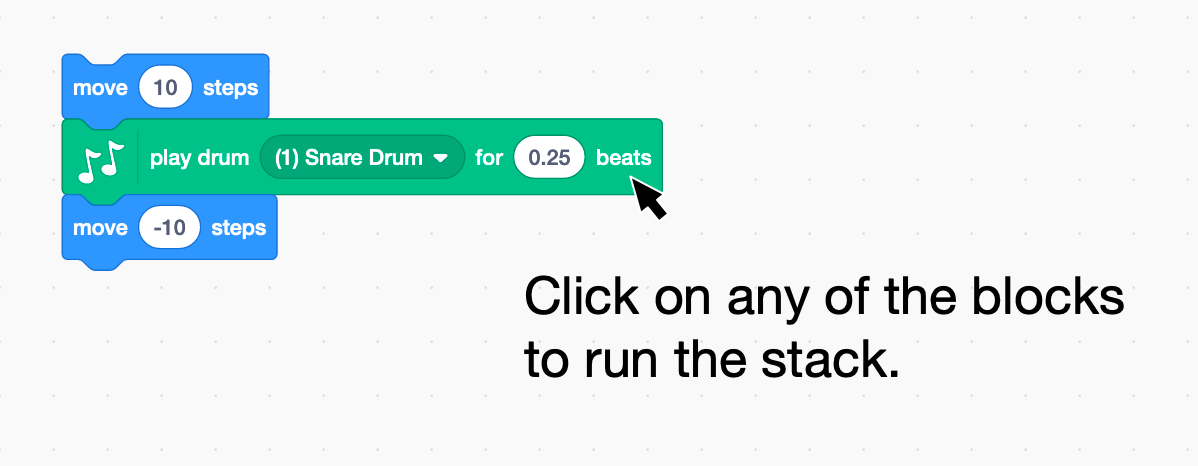 move 10 steps
play drum (1) Snare Drum for 0.25 beats
move -10 steps
Click on any of the blocks
to run the stack.